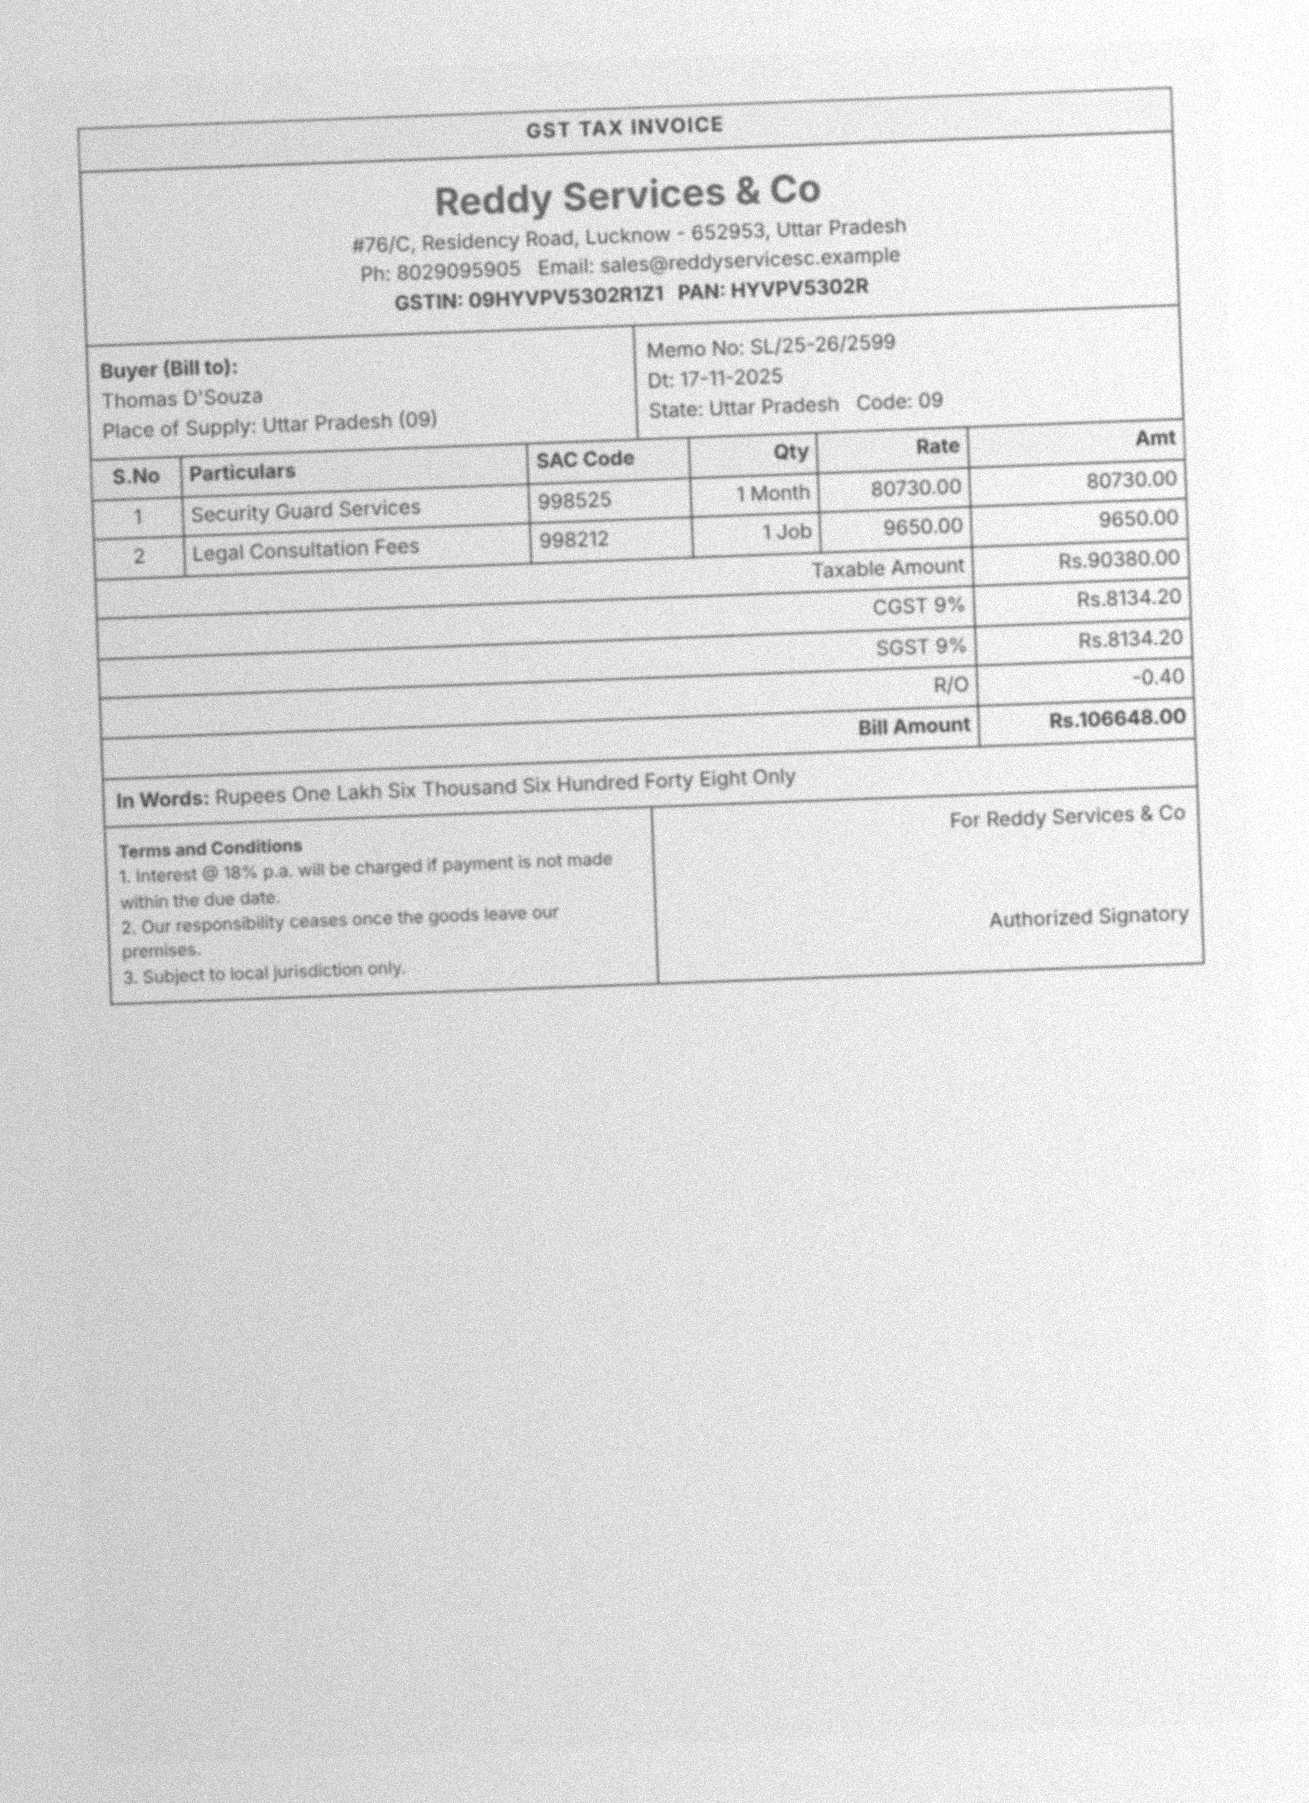 GST TAX INVOICE
Reddy Services & Co
#76/C, Residency Road, Lucknow - 652953, Uttar Pradesh
Ph: 8029095905 Email: sales@reddyservicesc.example
GSTIN: 09HYVPV5302R1Z1 PAN: HYVPV5302R
Buyer (Bill to):
Thomas D'Souza
Place of Supply: Uttar Pradesh (09)
Memo No: SL/25-26/2599
Dt: 17-11-2025
State: Uttar Pradesh Code: 09
S.No Particulars SAC Code Qty Rate Amt
1 Security Guard Services 998525 1 Month 80730.00 80730.00
2 Legal Consultation Fees 998212 1 Job 9650.00 9650.00
Taxable Amount Rs.90380.00
CGST 9% Rs.8134.20
SGST 9% Rs.8134.20
R/O -0.40
Bill Amount Rs.106648.00
In Words: Rupees One Lakh Six Thousand Six Hundred Forty Eight Only
Terms and Conditions
1. Interest @ 18% p.a. will be charged if payment is not made
within the due date.
2. Our responsibility ceases once the goods leave our
premises.
3. Subject to local jurisdiction only.
For Reddy Services & Co
Authorized Signatory